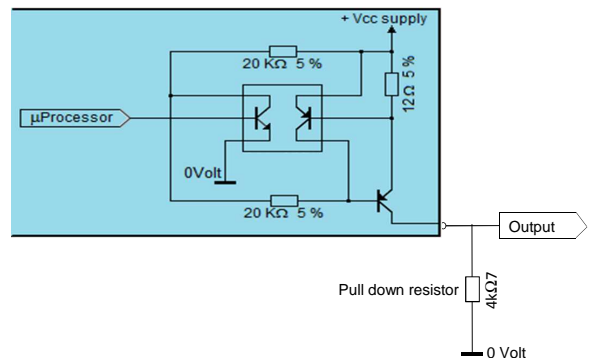 + Vcc supply
20 KΩ 5 %
12Ω 5 %
µProcessor
0Volt
20 KΩ 5 %
Output
Pull down resistor
4kΩ7
0 Volt